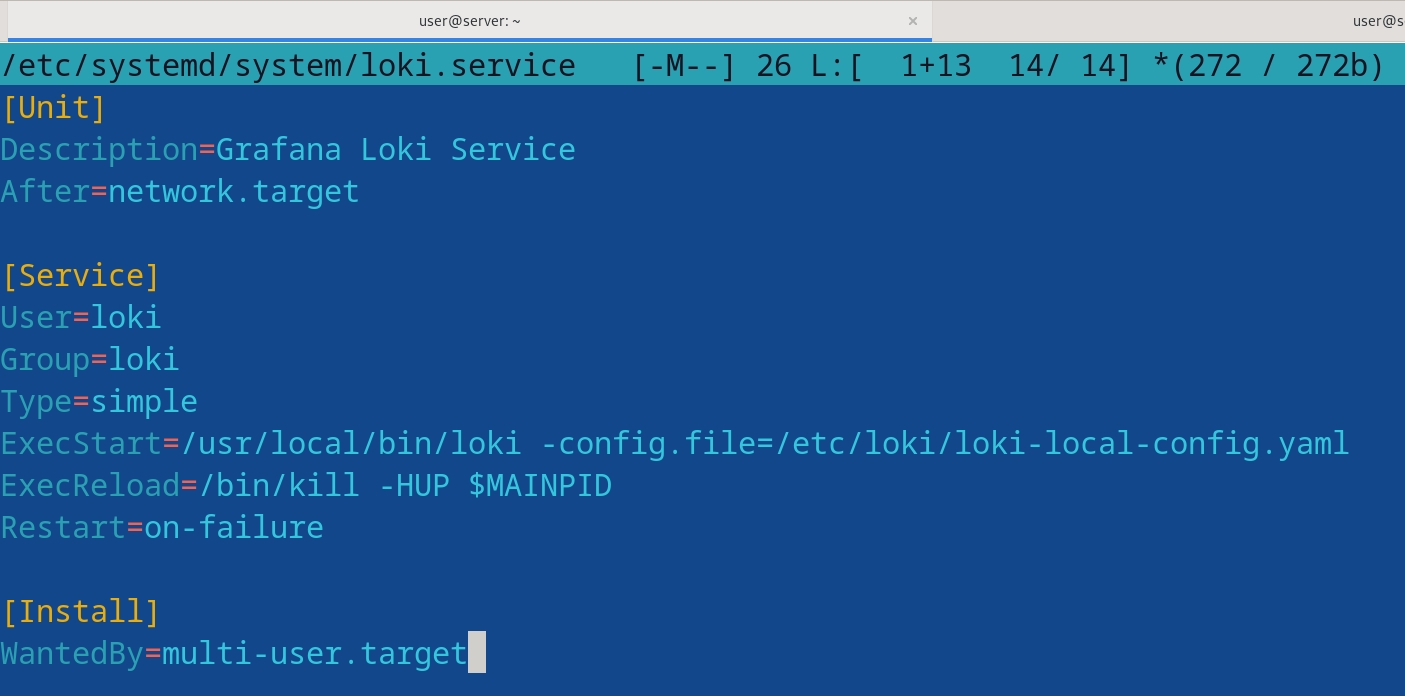 user@server: ~ × user@s
/etc/systemd/system/loki.service [-M--] 26 L:[ 1+13 14/ 14] *(272 / 272b)
[Unit]
Description=Grafana Loki Service
After=network.target
[Service]
User=loki
Group=loki
Type=simple
ExecStart=/usr/local/bin/loki -config.file=/etc/loki/loki-local-config.yaml
ExecReload=/bin/kill -HUP $MAINPID
Restart=on-failure
[Install]
WantedBy=multi-user.target